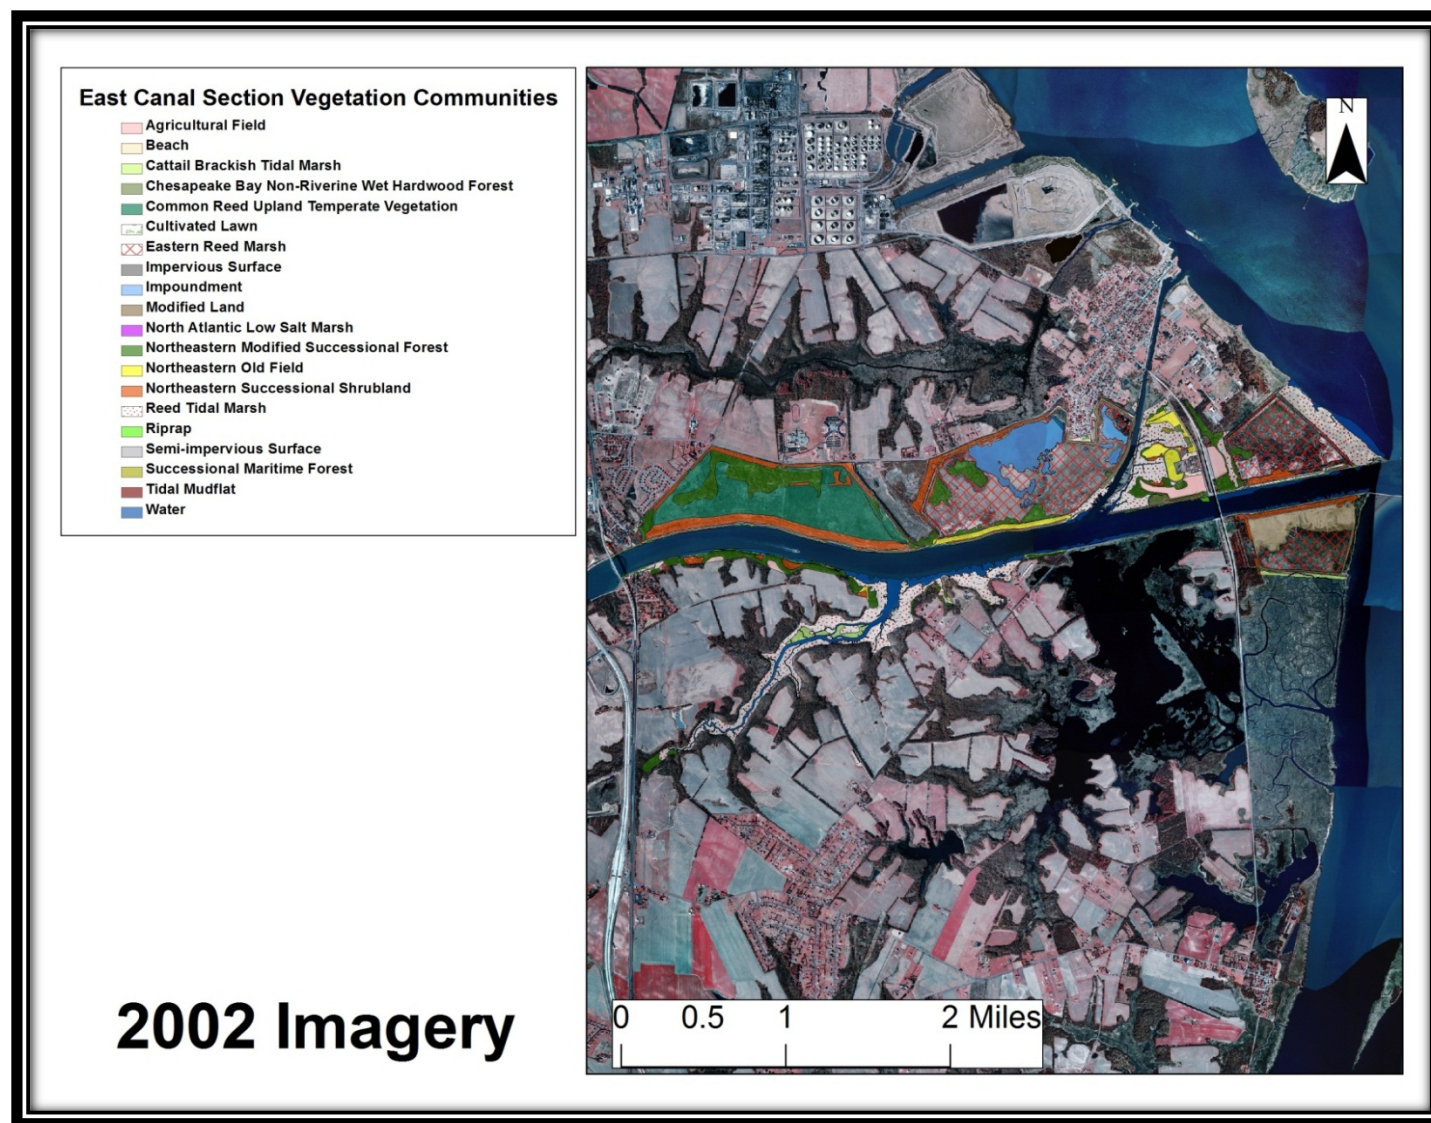 East Canal Section Vegetation Communities
Agricultural Field
Beach
Cattail Brackish Tidal Marsh
Chesapeake Bay Non-Riverine Wet Hardwood Forest
Common Reed Upland Temperate Vegetation
Cultivated Lawn
Eastern Reed Marsh
Impervious Surface
Impoundment
Modified Land
North Atlantic Low Salt Marsh
Northeastern Modified Successional Forest
Northeastern Old Field
Northeastern Successional Shrubland
Reed Tidal Marsh
Riprap
Semi-impervious Surface
Successional Maritime Forest
Tidal Mudflat
Water
N
2002 Imagery
0 0.5 1 2 Miles